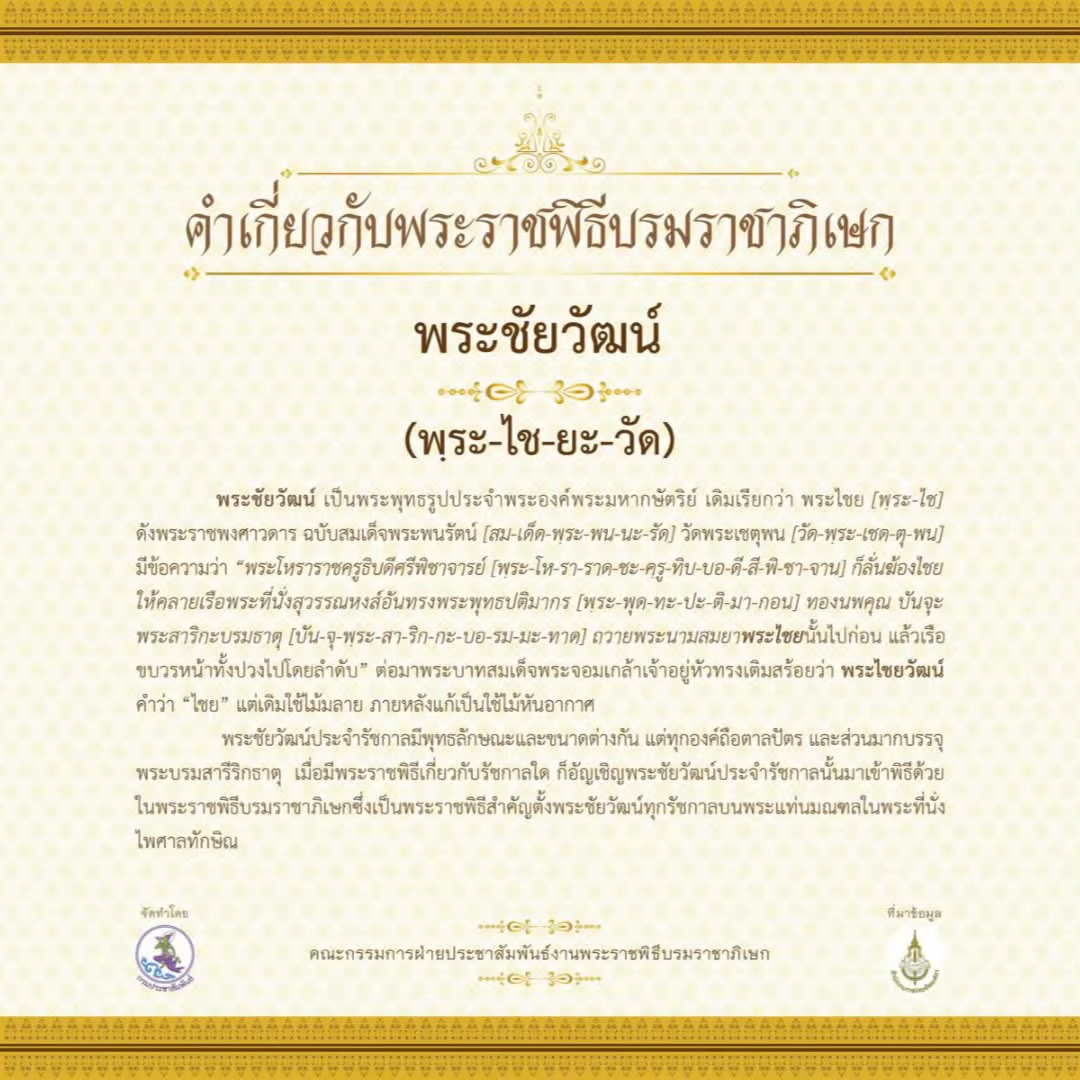 คำเกี่ยวกับพระราชพิธีบรมราชาภิเษก
พระชัยวัฒน์
(พฺระ-ไช-ยะ-วัด)
พระชัยวัฒน์ เป็นพระพุทธรูปประจำพระองค์พระมหากษัตริย์ เดิมเรียกว่า พระไชย [พฺระ-ไช]
ดังพระราชพงศาวดาร ฉบับสมเด็จพระพนรัตน์ [สม-เด็ด-พฺระ-พน-นะ-รัด] วัดพระเชตุพน [วัด-พฺระ-เชด-ตุ-พน]
มีข้อความว่า “พระโหราราชครูธิบดีศรีพิชาจารย์ [พฺระ-โห-รา-ราด-ชะ-คฺรู-ทิบ-บอ-ดี-สี-พิ-ชา-จาน] ก็ลั่นฆ้องไชย
ให้คลายเรือพระที่นั่งสุวรรณหงส์อันทรงพระพุทธปติมากร [พฺระ-พุด-ทะ-ปะ-ติ-มา-กอน] ทองนพคุณ บันจุะ
พระสาริกะบรมธาตุ [บัน-จุ-พฺระ-สา-ริก-กะ-บอ-รม-มะ-ทาด] ถวายพระนามสมยาพระไชยนั้นไปก่อน แล้วเรือ
ขบวรหน้าทั้งปวงไปโดยลำดับ” ต่อมาพระบาทสมเด็จพระจอมเกล้าเจ้าอยู่หัวทรงเติมสร้อยว่า พระไชยวัฒน์
คำว่า “ไชย” แต่เดิมใช้ไม้มลาย ภายหลังแก้เป็นใช้ไม้หันอากาศ
พระชัยวัฒน์ประจำรัชกาลมีพุทธลักษณะและขนาดต่างกัน แต่ทุกองค์ถือตาลปัตร และส่วนมากบรรจุ
พระบรมสารีริกธาตุ เมื่อมีพระราชพิธีเกี่ยวกับรัชกาลใด ก็อัญเชิญพระชัยวัฒน์ประจำรัชกาลนั้นมาเข้าพิธีด้วย
ในพระราชพิธีบรมราชาภิเษกซึ่งเป็นพระราชพิธีสำคัญตั้งพระชัยวัฒน์ทุกรัชกาลบนพระแท่นมณฑลในพระที่นั่ง
ไพศาลทักษิณ
จัดทำโดย
กรมประชาสัมพันธ์
คณะกรรมการฝ่ายประชาสัมพันธ์งานพระราชพิธีบรมราชาภิเษก
ที่มาข้อมูล